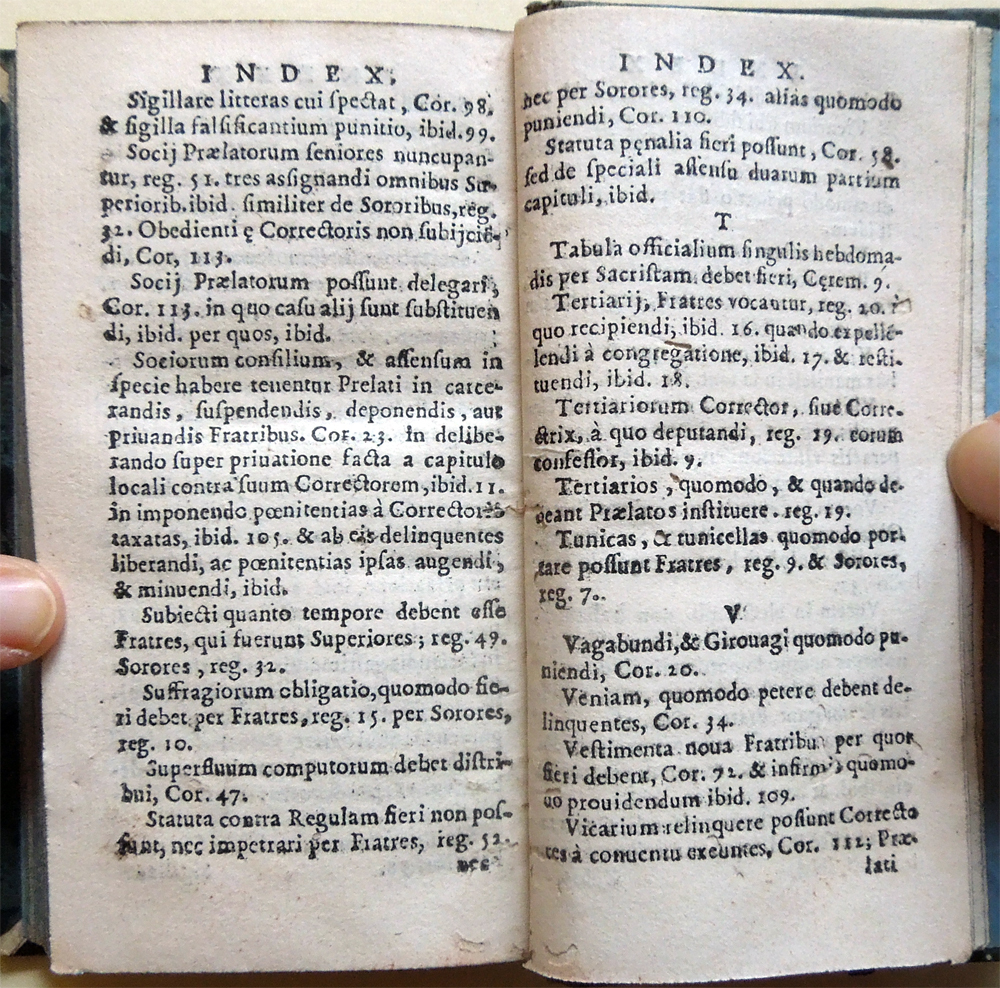 INDEX.
Sigillare litteras cui ſpectat, Cor. 98.
& ſigilla falſificantium punitio, ibid. 99.
Socij Prælatorum ſeniores nuncupan-
tur, reg. 51. tres aſsignandi omnibus Su-
periorib. ibid. ſimiliter de Sororibus, reg.
32. Obedienti ę Correctoris non ſubijcie-
di, Cor, 113.
Socij Prælatorum poſſunt delegari,
Cor. 113. in quo caſu alij ſunt ſubſtituen
di, ibid. per quos, ibid.
Sociorum conſilium, & aſſenſum in
ſpecie habere tenentur Prelati in carce-
randis, ſuſpendendis, deponendis, aut
priuandis Fratribus. Cor. 23. in delibe-
rando ſuper priuatione facta a capitulo
locali contra ſuum Correctorem, ibid. 11.
in imponendo pœnitentias à Correctoriis
taxatas, ibid. 105. & ab eis delinquentes
liberandi, ac pœnitentias ipſas augendi,
& minuendi, ibid.
Subiecti quanto tempore debent eſſe
Fratres, qui fuerunt Superiores; reg. 49.
Sorores, reg. 32.
Suffragiorum obligatio, quomodo fie-
ri debet per Fratres, reg. 15. per Sorores,
reg. 10.
Superfluum computorum debet diſtri-
bui, Cor. 47.
Statuta contra Regulam fieri non poſ-
ſunt, nec impetrari per Fratres, reg. 52.
nec
INDEX.
nec per Sorores, reg. 34. alias quomodo
puniendi, Cor. 110.
Statuta pęnalia fieri poſſunt, Cor. 58.
ſed de ſpeciali aſſenſu duarum partium
capituli, ibid.
T
Tabula officialium ſingulis hebdoma-
dis per Sacriſtam debet fieri, Cęrem. 9.
Tertiarij, Fratres vocantur, reg. 20.
quo recipiendi, ibid. 16. quando expelle-
lendi à congregatione, ibid. 17. & reſti-
tuendi, ibid. 18.
Tertiariorum Corrector, ſiue Corre-
ctrix, à quo deputandi, reg. 19. eorum
confeſſor, ibid. 9.
Tertiarios, quomodo, & quando de-
beant Prælatos inſtituere. reg. 19.
Tunicas, & tunicellas quomodo por-
tare poſſunt Fratres, reg. 9. & Sorores,
reg. 7.
V
Vagabundi, & Girouagi quomodo pu-
niendi, Cor. 20.
Veniam, quomodo petere debent de-
linquentes, Cor. 34.
Veſtimenta noua Fratribus per quos
fieri debent, Cor. 72. & infirmis quomo-
do prouidendum ibid. 109.
Vicarium relinquere poſſunt Correcto
res à conuentu exeuntes, Cor. 112; Præ-
lati